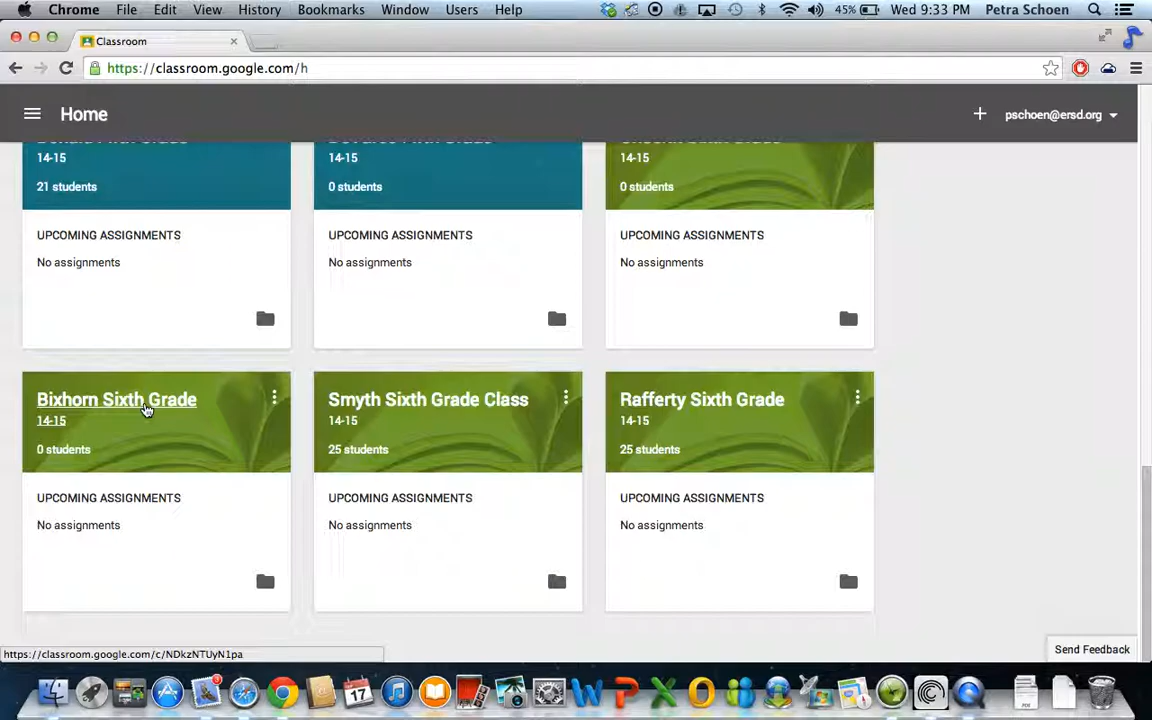 Chrome File Edit View History Bookmarks Window Users Help 45% Wed 9:33 PM Petra Schoen
Classroom
https://classroom.google.com/h
Home pschoen@ersd.org
14-15 14-15 14-15
21 students 0 students 0 students
UPCOMING ASSIGNMENTS UPCOMING ASSIGNMENTS UPCOMING ASSIGNMENTS
No assignments No assignments No assignments
Bixhorn Sixth Grade Smyth Sixth Grade Class Rafferty Sixth Grade
14-15 14-15 14-15
0 students 25 students 25 students
UPCOMING ASSIGNMENTS UPCOMING ASSIGNMENTS UPCOMING ASSIGNMENTS
No assignments No assignments No assignments
https://classroom.google.com/c/NDkzNTUyN1pa
Send Feedback
3
17